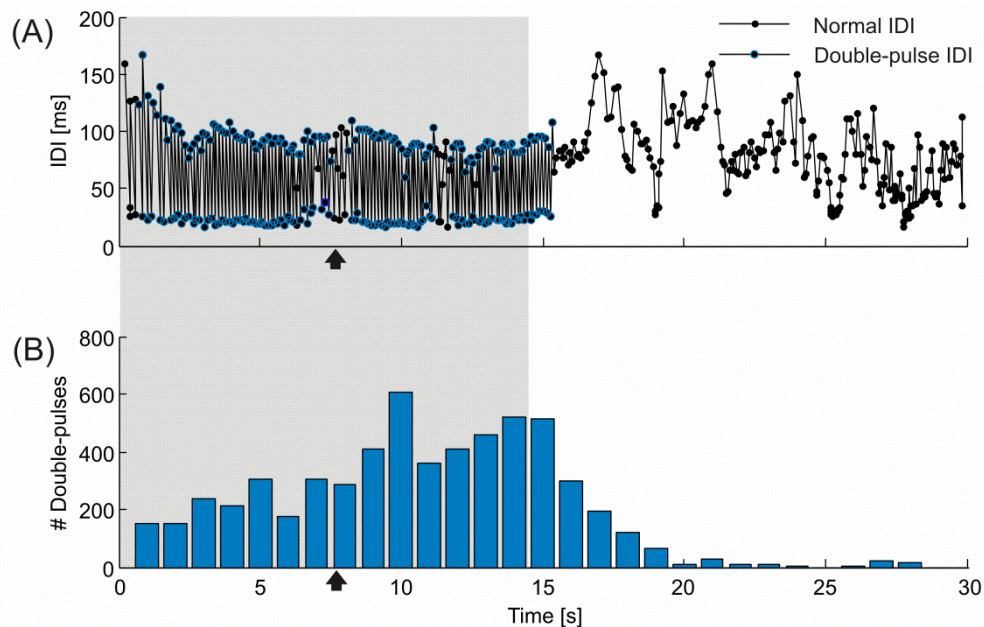 (A)
IDI [ms]
200
150
100
50
0
Normal IDI
Double-pulse IDI
(B)
# Double-pulses
800
600
400
200
0
0 5 10 15 20 25 30
Time [s]